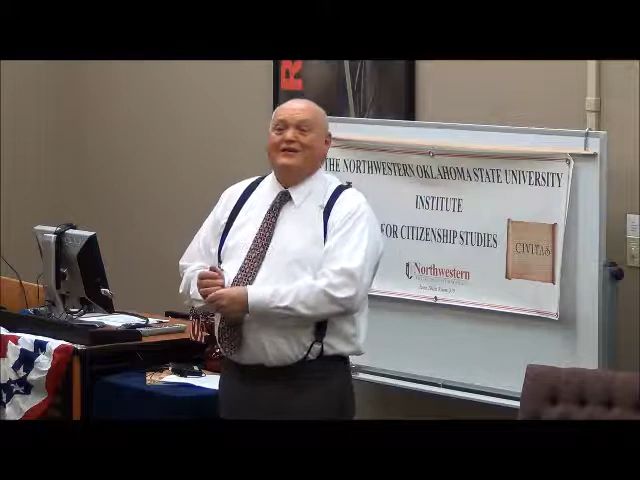 R
THE NORTHWESTERN OKLAHOMA STATE UNIVERSITY
INSTITUTE
FOR CITIZENSHIP STUDIES
CIVITAS
Northwestern